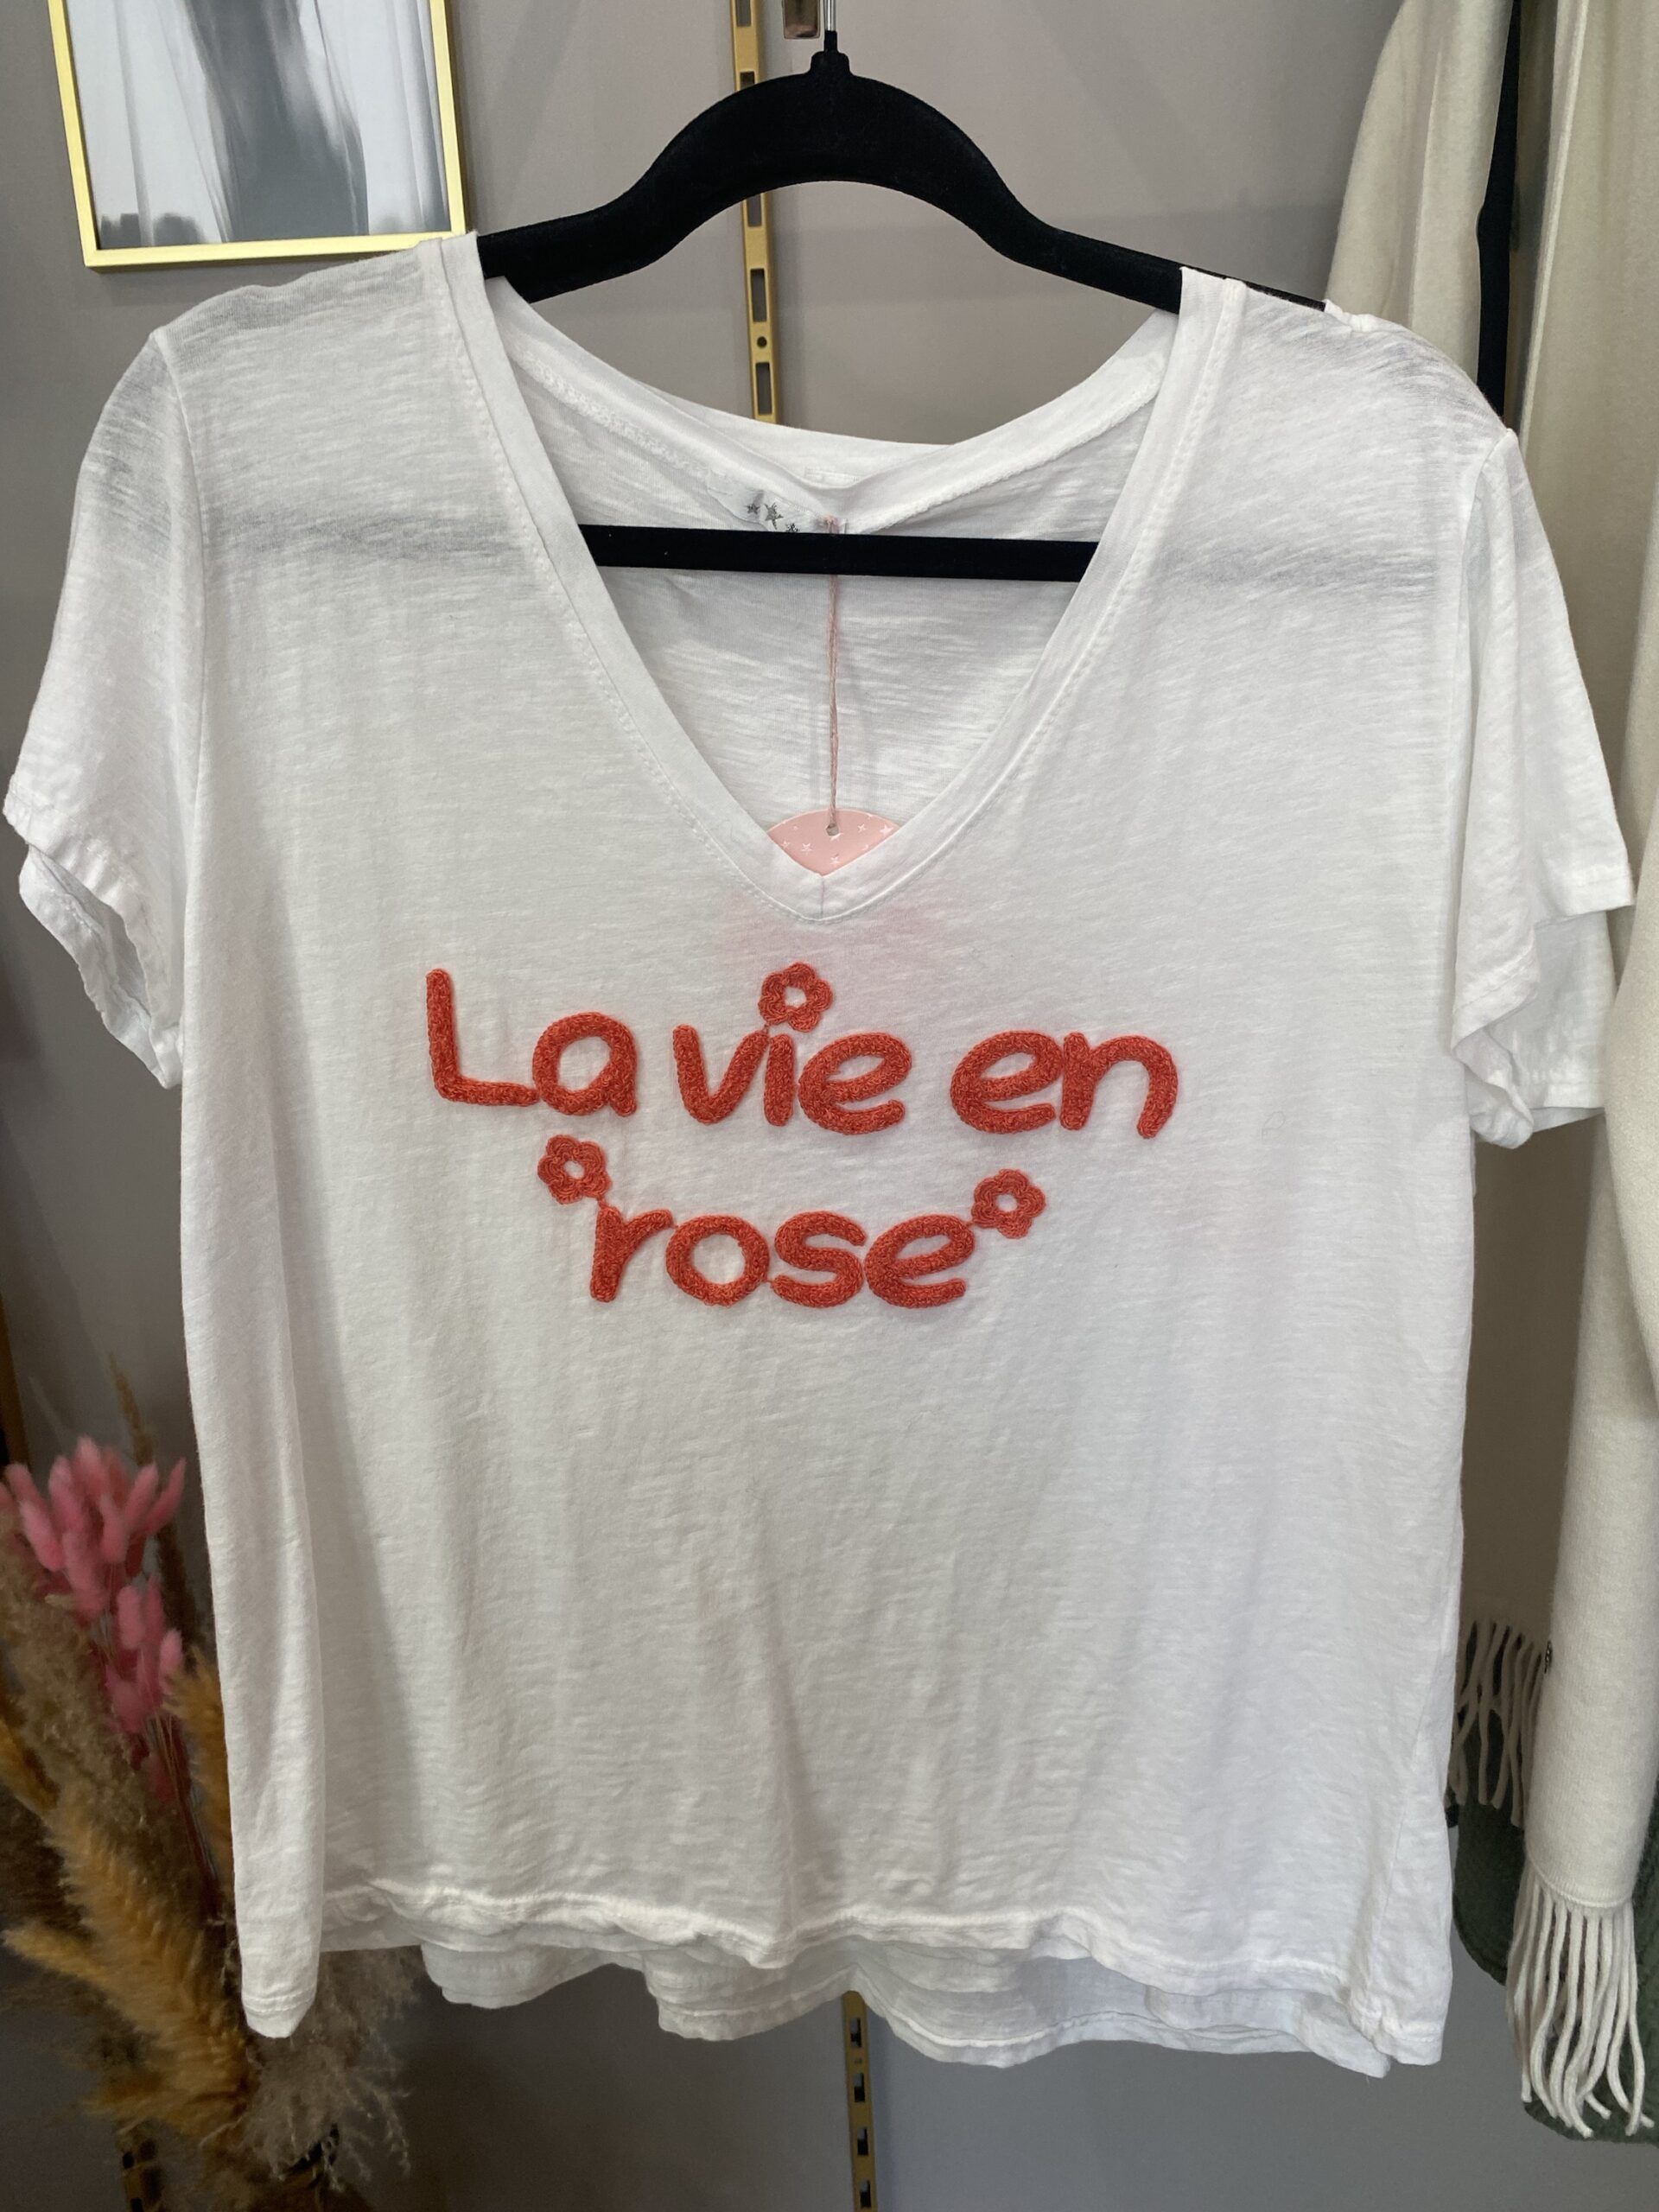 La vie en
rose